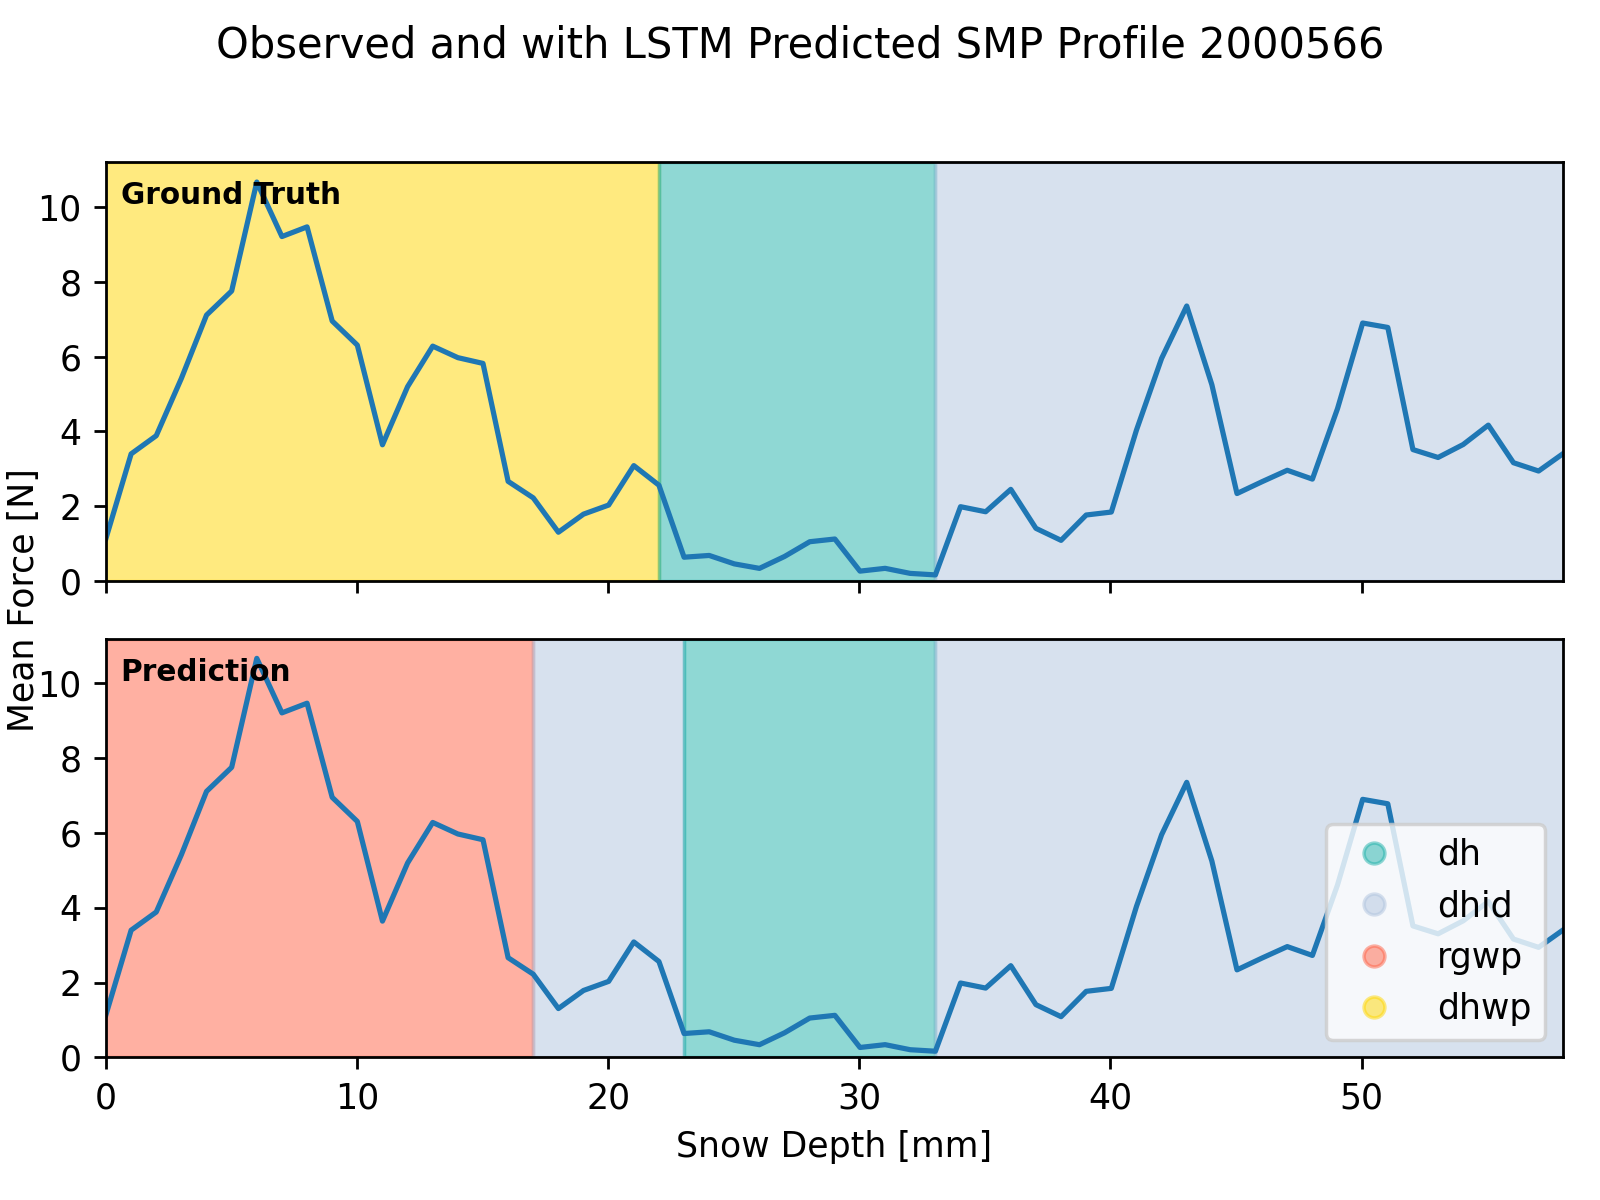 Observed and with LSTM Predicted SMP Profile 2000566
Ground Truth
10
8
6
4
2
0
Mean Force [N]
Prediction
10
8
6
4
2
0
dh
dhid
rgwp
dhwp
0 10 20 30 40 50
Snow Depth [mm]